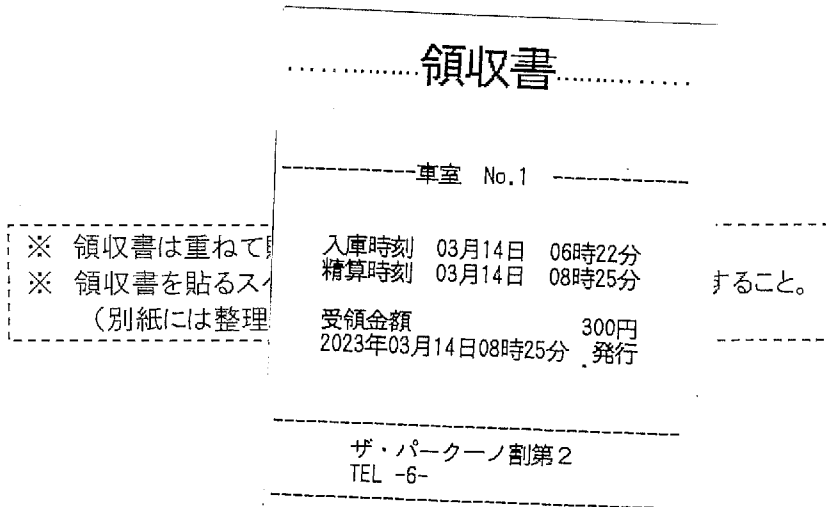 領収書
車室 No.1
※ 領収書は重ねて
※ 領収書を貼るス
すること。
（別紙には整理
入庫時刻 03月14日 06時22分
精算時刻 03月14日 08時25分
受領金額 300円
2023年03月14日08時25分 発行
ザ・パークーノ割第2
TEL -6-